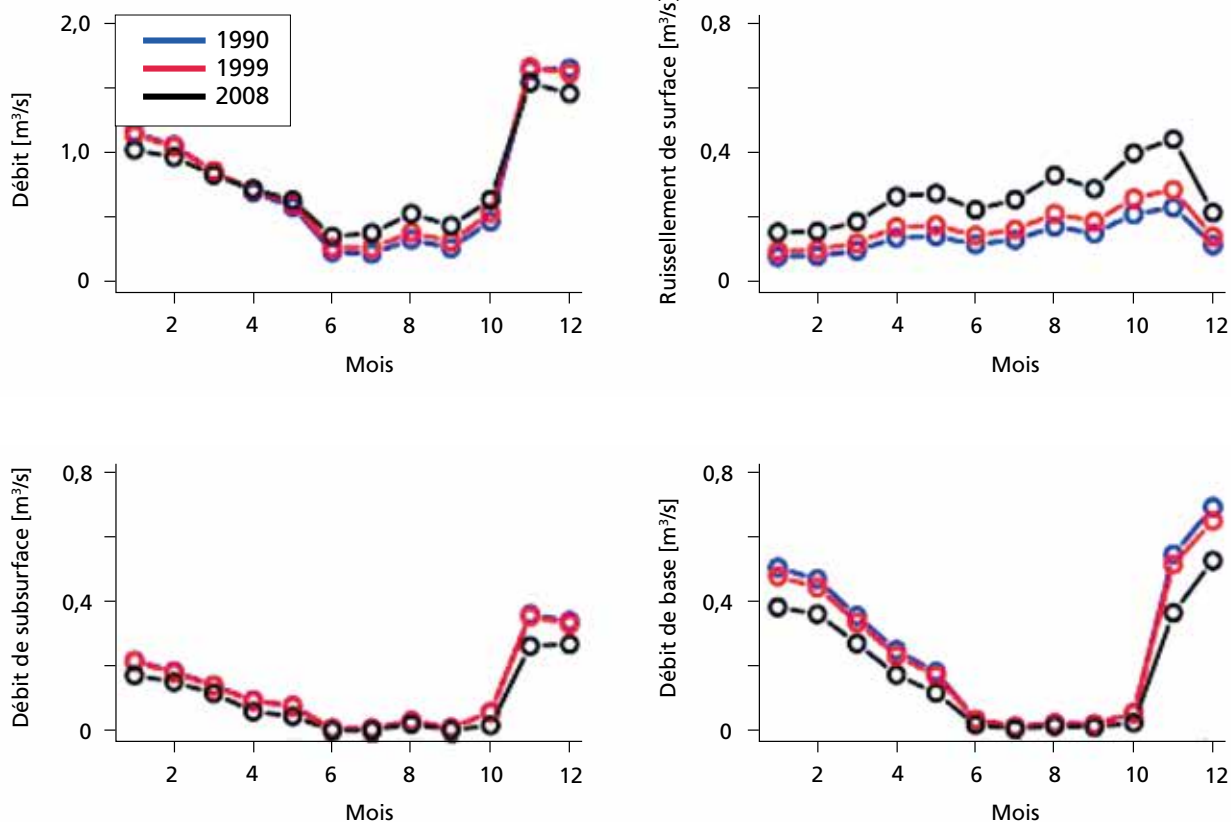 2,0
1,0
0
Débit [m³/s]
1990
1999
2008
2 4 6 8 10 12
Mois
0,8
0,4
0
Ruissellement de surface [m³/s]
2 4 6 8 10 12
Mois
0,8
0,4
0
Débit de subsurface [m³/s]
2 4 6 8 10 12
Mois
0,8
0,4
0
Débit de base [m³/s]
2 4 6 8 10 12
Mois